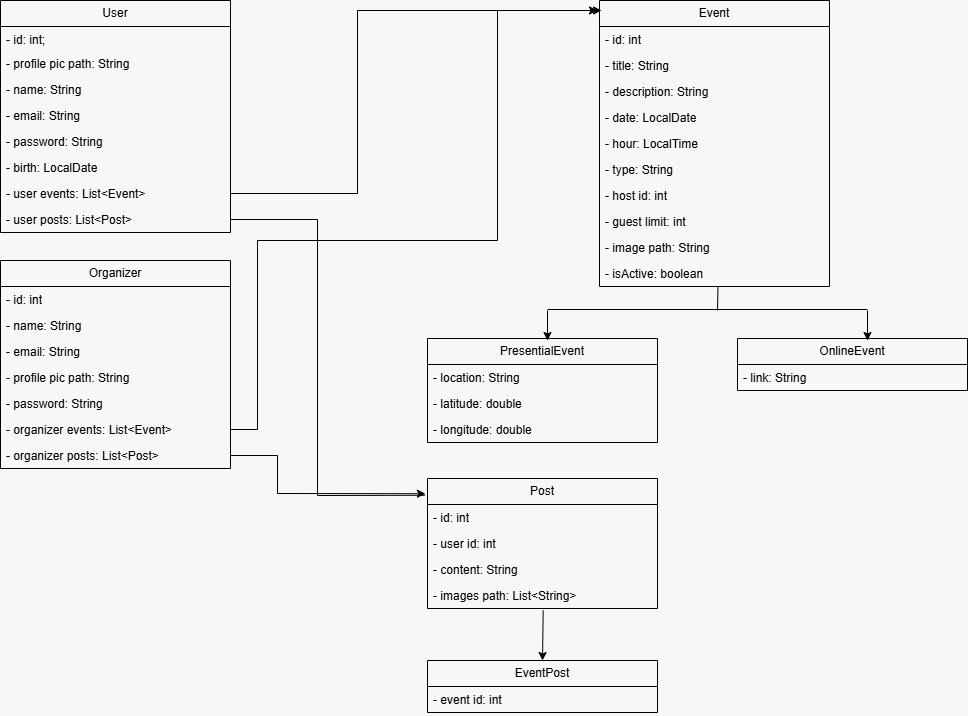 User
- id: int;
- profile pic path: String
- name: String
- email: String
- password: String
- birth: LocalDate
- user events: List<Event>
- user posts: List<Post>
Organizer
- id: int
- name: String
- email: String
- profile pic path: String
- password: String
- organizer events: List<Event>
- organizer posts: List<Post>
Event
- id: int
- title: String
- description: String
- date: LocalDate
- hour: LocalTime
- type: String
- host id: int
- guest limit: int
- image path: String
- isActive: boolean
PresentialEvent
- location: String
- latitude: double
- longitude: double
OnlineEvent
- link: String
Post
- id: int
- user id: int
- content: String
- images path: List<String>
EventPost
- event id: int